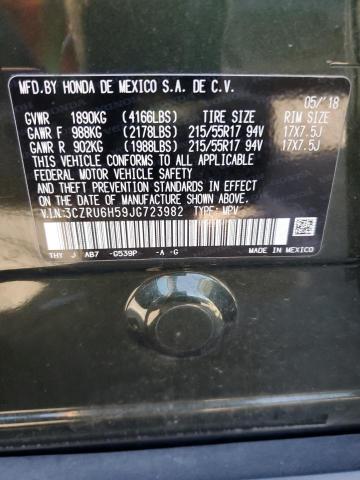 MFD.BY HONDA DE MEXICO S.A. DE C.V.
05/'18
GVWR 1890KG (4166LBS) TIRE SIZE RIM SIZE
GAWR F 988KG (2178LBS) 215/55R17 94V 17X7.5J
GAWR R 902KG (1988LBS) 215/55R17 94V 17X7.5J
THIS VEHICLE CONFORMS TO ALL APPLICABLE
FEDERAL MOTOR VEHICLE SAFETY STANDARDS
IN EFFECT ON THE DATE OF MANUFACTURE SHOWN ABOVE.
V.I.N:3CZRU6H59JG723982 TYPE: MPV
THY J AB7 -G539P -A -G
MADE IN MEXICO